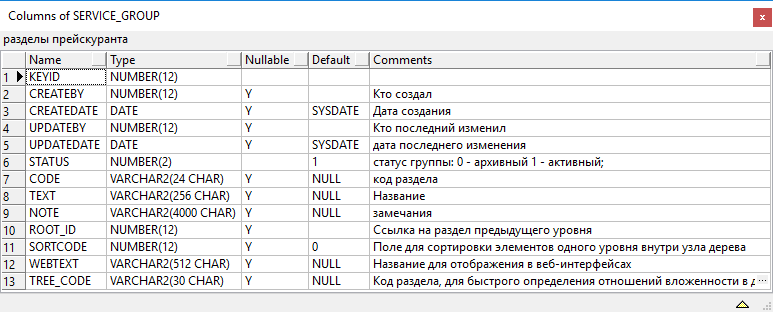 Columns of SERVICE_GROUP
разделы прейскуранта
Name Type Nullable Default Comments
1 KEYID NUMBER(12)
2 CREATEBY NUMBER(12) Y Кто создал
3 CREATEDATE DATE Y SYSDATE Дата создания
4 UPDATEBY NUMBER(12) Y Кто последний изменил
5 UPDATEDATE DATE Y SYSDATE дата последнего изменения
6 STATUS NUMBER(2) 1 статус группы: 0 - архивный 1 - активный;
7 CODE VARCHAR2(24 CHAR) Y NULL код раздела
8 TEXT VARCHAR2(256 CHAR) Y NULL Название
9 NOTE VARCHAR2(4000 CHAR) Y NULL замечания
10 ROOT_ID NUMBER(12) Y Ссылка на раздел предыдущего уровня
11 SORTCODE NUMBER(12) Y 0 Поле для сортировки элементов одного уровня внутри узла дерева
12 WEBTEXT VARCHAR2(512 CHAR) Y NULL Название для отображения в веб-интерфейсах
13 TREE_CODE VARCHAR2(30 CHAR) Y NULL Код раздела, для быстрого определения отношений вложенности в д ...